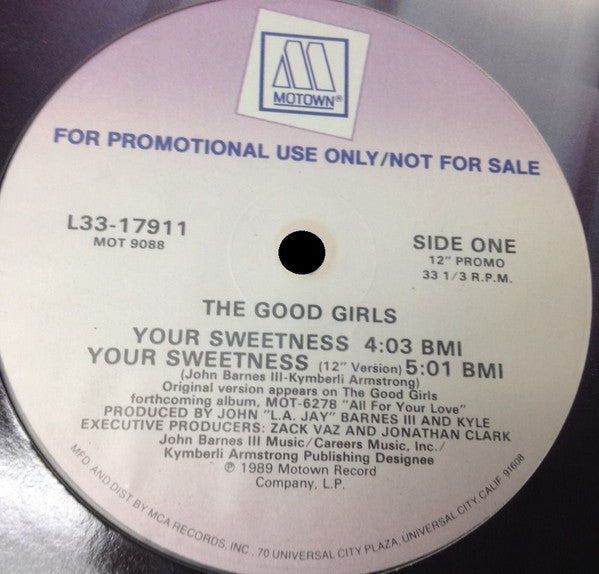 MOTOWN®
FOR PROMOTIONAL USE ONLY/NOT FOR SALE
L33-17911
MOT 9088
SIDE ONE
12" PROMO
33 1/3 R.P.M.
THE GOOD GIRLS
YOUR SWEETNESS 4:03 BMI
YOUR SWEETNESS (12" Version) 5:01 BMI
(John Barnes III-Kymberli Armstrong)
Original version appears on The Good Girls
forthcoming album, MOT-6278 "All For Your Love"
PRODUCED BY JOHN "L.A. JAY" BARNES III AND KYLE
EXECUTIVE PRODUCERS: ZACK VAZ AND JONATHAN CLARK
John Barnes III Music/Careers Music, Inc./
Kymberli Armstrong Publishing Designee
℗ 1989 Motown Record
Company, L.P.
MFD. AND DIST BY MCA RECORDS, INC., 70 UNIVERSAL CITY PLAZA, UNIVERSAL CITY, CALIF. 91608